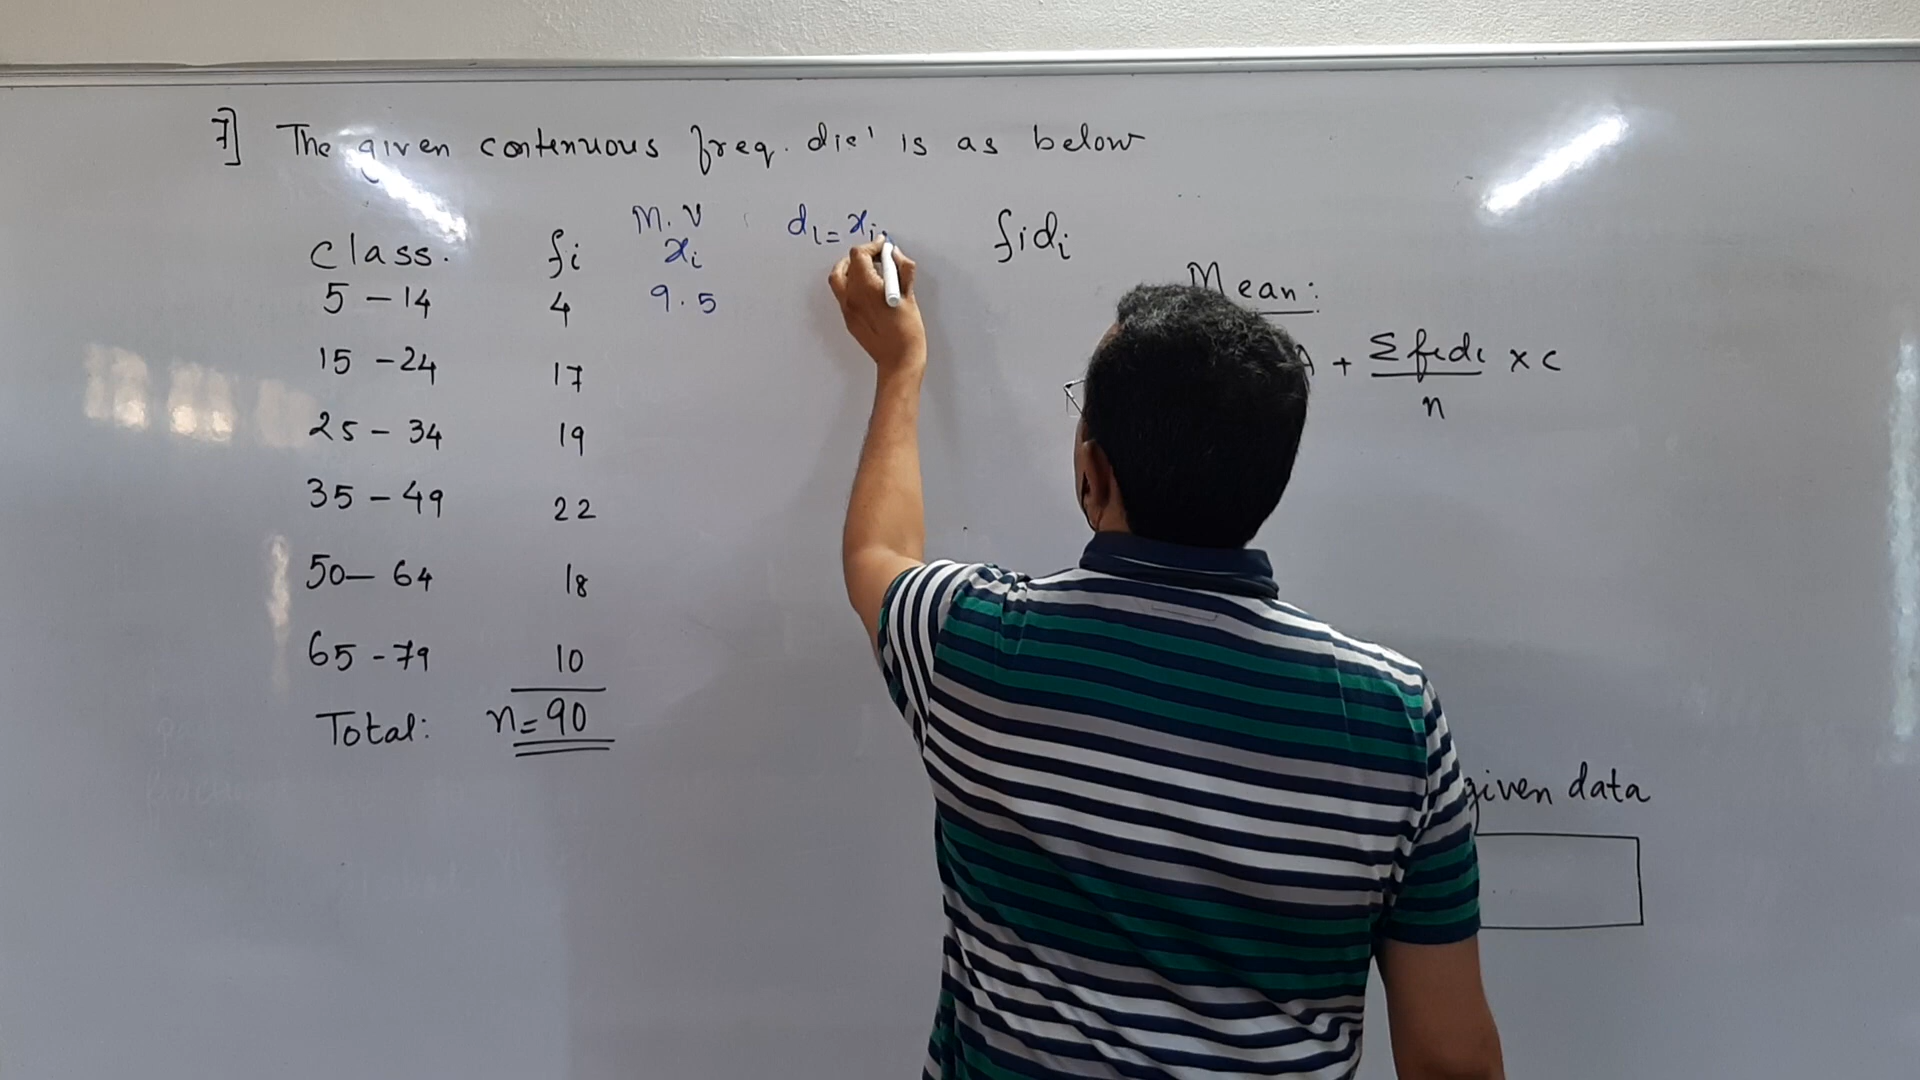 7] The given continuous freq. dis' is as below
M.V
class. fi xi di = xi fidi
5 - 14 4 9.5
15 - 24 17
25 - 34 19
35 - 49 22
50 - 64 18
65 - 79 10
Total: n = 90
Mean:
A + Σfidi / n × c
given data